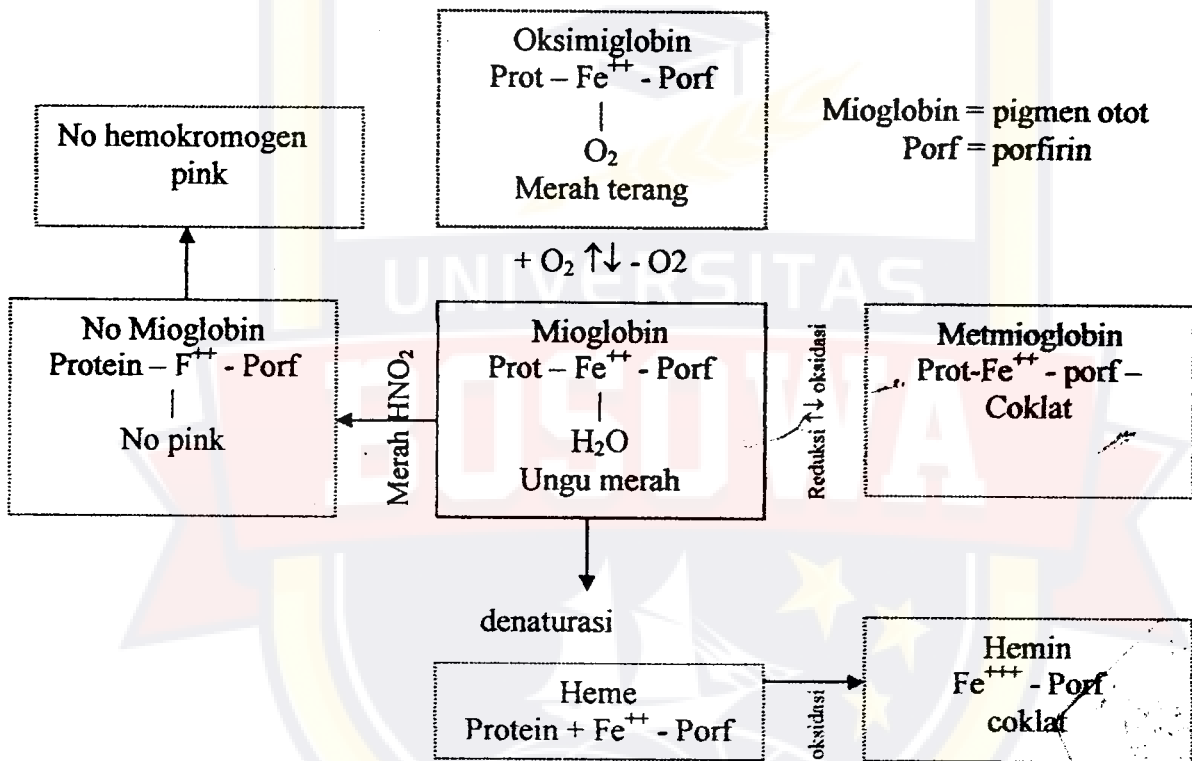 Oksimiglobin
Prot – Fe⁺⁺ - Porf
|
O₂
Merah terang
Mioglobin = pigmen otot
Porf = porfirin
No hemokromogen
pink
+ O₂ ↑↓ - O2
UNIVERSITAS
BOSOWA
No Mioglobin
Protein – F⁺⁺ - Porf
|
No pink
Merah HNO₂
Mioglobin
Prot – Fe⁺⁺ - Porf
|
H₂O
Ungu merah
Reduksi ↑↓ oksidasi
Metmioglobin
Prot-Fe⁺⁺ - porf –
Coklat
denaturasi
Heme
Protein + Fe⁺⁺ - Porf
oksidasi
Hemin
Fe⁺⁺⁺ - Porf
coklat